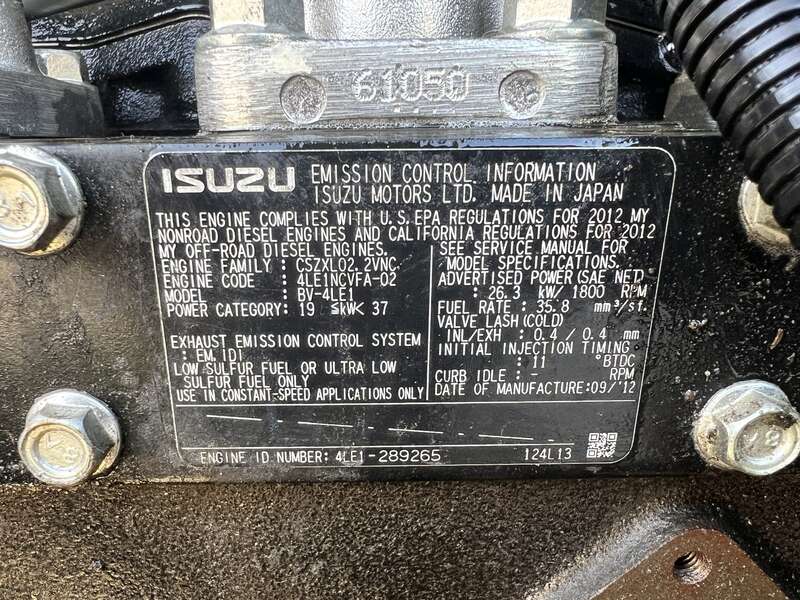 61050
ISUZU EMISSION CONTROL INFORMATION
ISUZU MOTORS LTD. MADE IN JAPAN
THIS ENGINE COMPLIES WITH U.S.EPA REGULATIONS FOR 2012 MY
NONROAD DIESEL ENGINES AND CALIFORNIA REGULATIONS FOR 2012
MY OFF-ROAD DIESEL ENGINES.
ENGINE FAMILY : CSZXL02.2VNC
ENGINE CODE : 4LE1NCVFA-02
MODEL : BV-4LE1
POWER CATEGORY: 19 ≦kW< 37
EXHAUST EMISSION CONTROL SYSTEM
: EM,IDI
LOW SULFUR FUEL OR ULTRA LOW
SULFUR FUEL ONLY
USE IN CONSTANT-SPEED APPLICATIONS ONLY
SEE SERVICE MANUAL FOR
MODEL SPECIFICATIONS.
ADVERTISED POWER(SAE NET)
: 26.3 kW/ 1800 RPM
FUEL RATE : 35.8 mm³/st.
VALVE LASH(COLD)
INL/EXH : 0.4 / 0.4 mm
INITIAL INJECTION TIMING
: 11 °BTDC
CURB IDLE : - RPM
DATE OF MANUFACTURE:09/'12
ENGINE ID NUMBER: 4LE1-289265
124L13